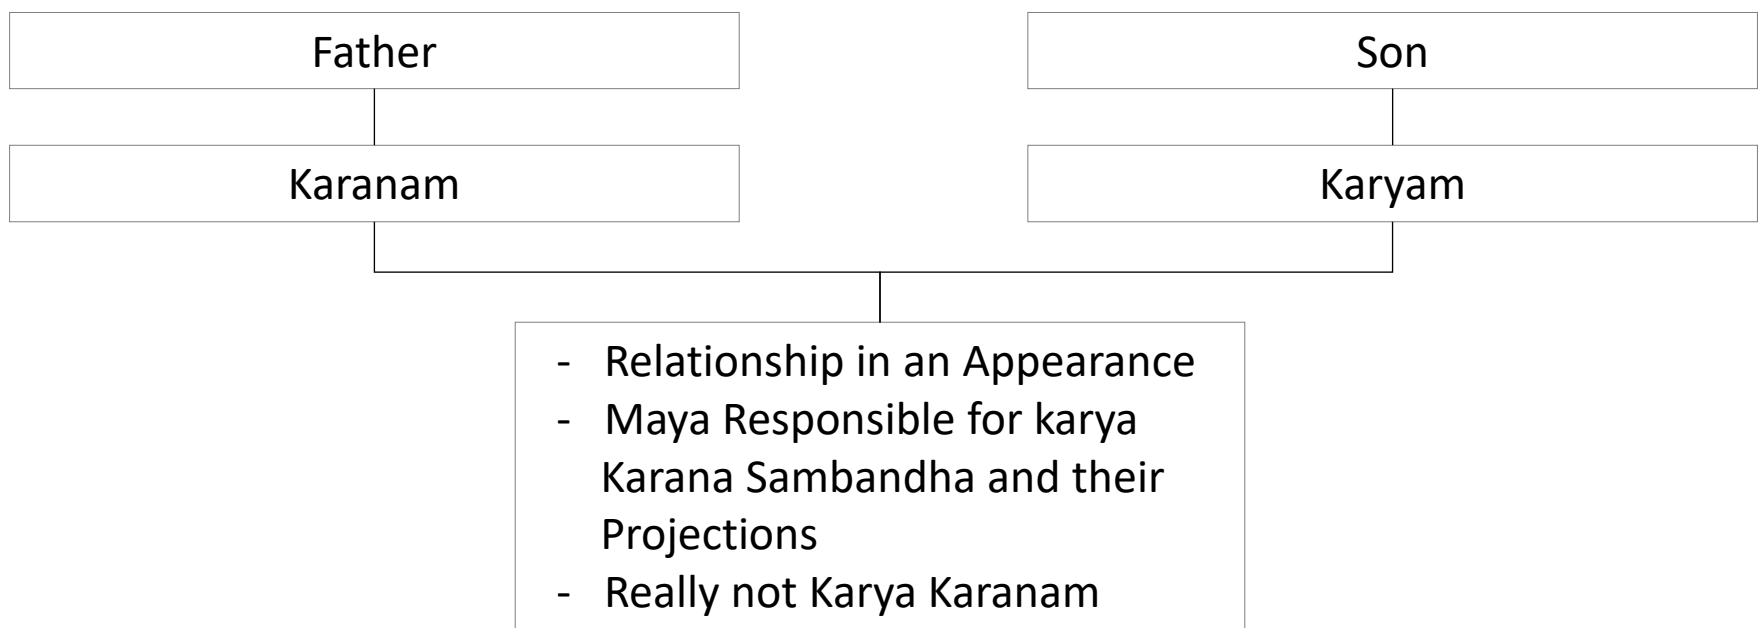 Father
Son
Karanam
Karyam
- Relationship in an Appearance
- Maya Responsible for karya
Karana Sambandha and their
Projections
- Really not Karya Karanam